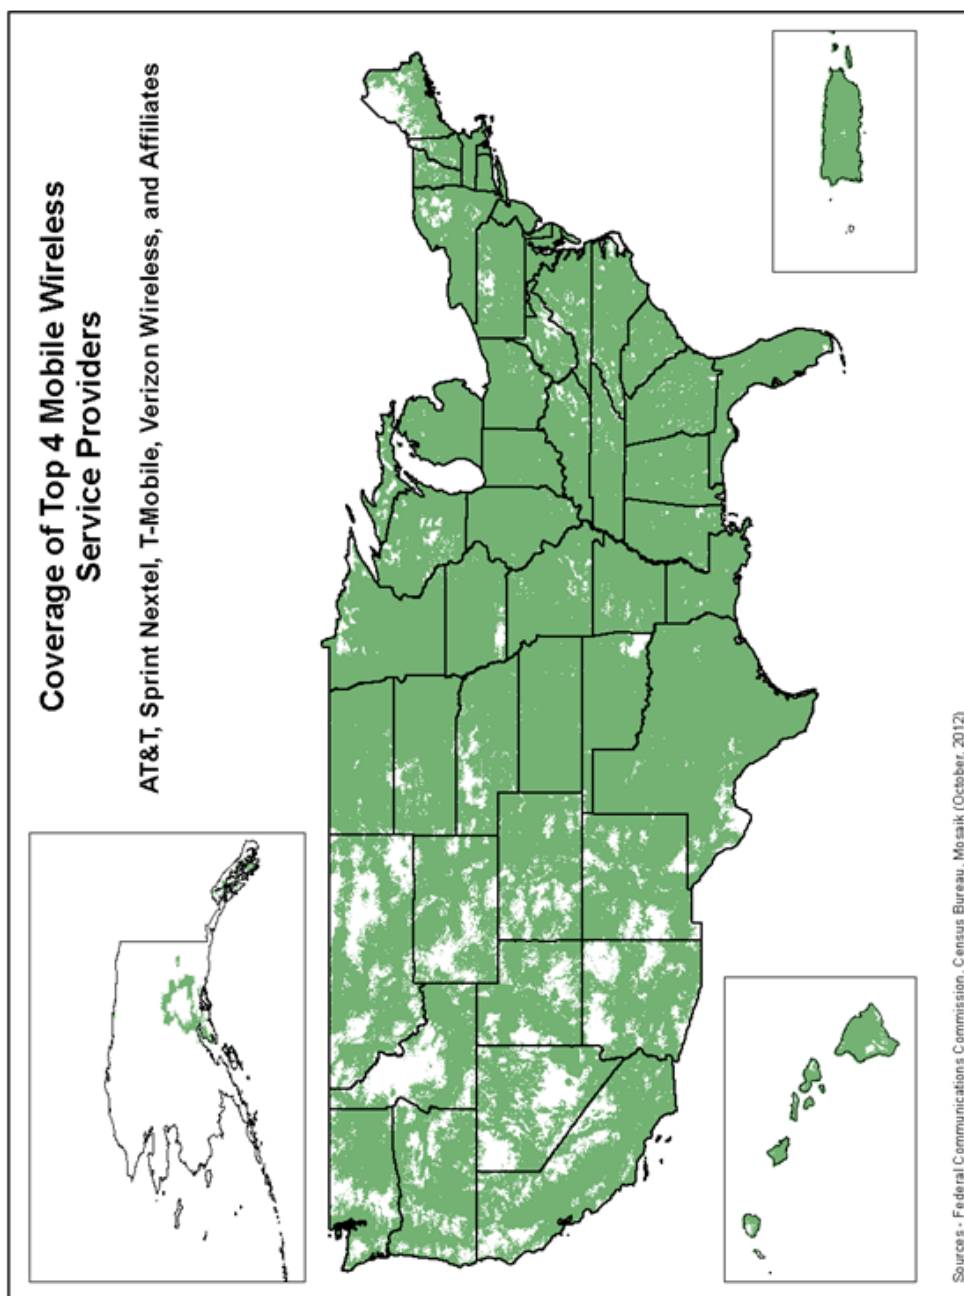 Coverage of Top 4 Mobile Wireless
Service Providers
AT&T, Sprint Nextel, T-Mobile, Verizon Wireless, and Affiliates
Sources - Federal Communications Commission, Census Bureau, Mosaik (October, 2012)